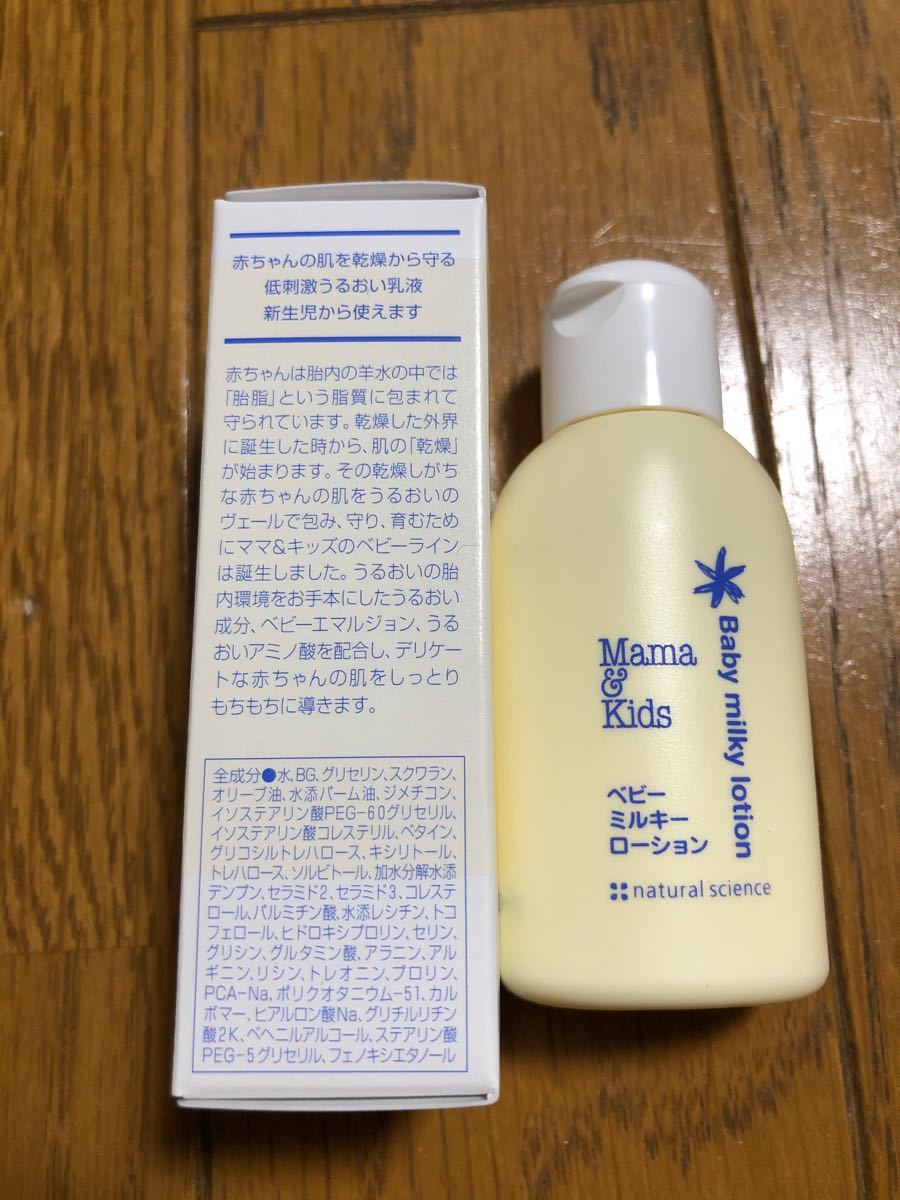 赤ちゃんの肌を乾燥から守る
低刺激うるおい乳液
新生児から使えます
赤ちゃんは胎内の羊水の中では
「胎脂」という脂質に包まれて
守られています。乾燥した外界
に誕生した時から、肌の「乾燥」
が始まります。その乾燥しがち
な赤ちゃんの肌をうるおいの
ヴェールで包み、守り、育むため
にママ&キッズのベビーライン
は誕生しました。うるおいの胎
内環境をお手本にしたうるおい
成分、ベビーエマルジョン、うる
おいアミノ酸を配合し、デリケー
トな赤ちゃんの肌をしっとり
もちもちに導きます。
全成分●水、BG、グリセリン、スクワラン、
オリーブ油、水添パーム油、ジメチコン、
イソステアリン酸PEG-60グリセリル、
イソステアリン酸コレステリル、ベタイン、
グリコシルトレハロース、キシリトール、
トレハロース、ソルビトール、加水分解水添
デンプン、セラミド2、セラミド3、コレステ
ロール、パルミチン酸、水添レシチン、トコ
フェロール、ヒドロキシプロリン、セリン、
グリシン、グルタミン酸、アラニン、アル
ギニン、リシン、トレオニン、プロリン、
PCA-Na、ポリクオタニウム-51、カル
ボマー、ヒアルロン酸Na、グリチルリチン
酸2K、ベヘニルアルコール、ステアリン酸
PEG-5グリセリル、フェノキシエタノール
Mama
&
Kids
Baby milky lotion
ベビー
ミルキー
ローション
natural science